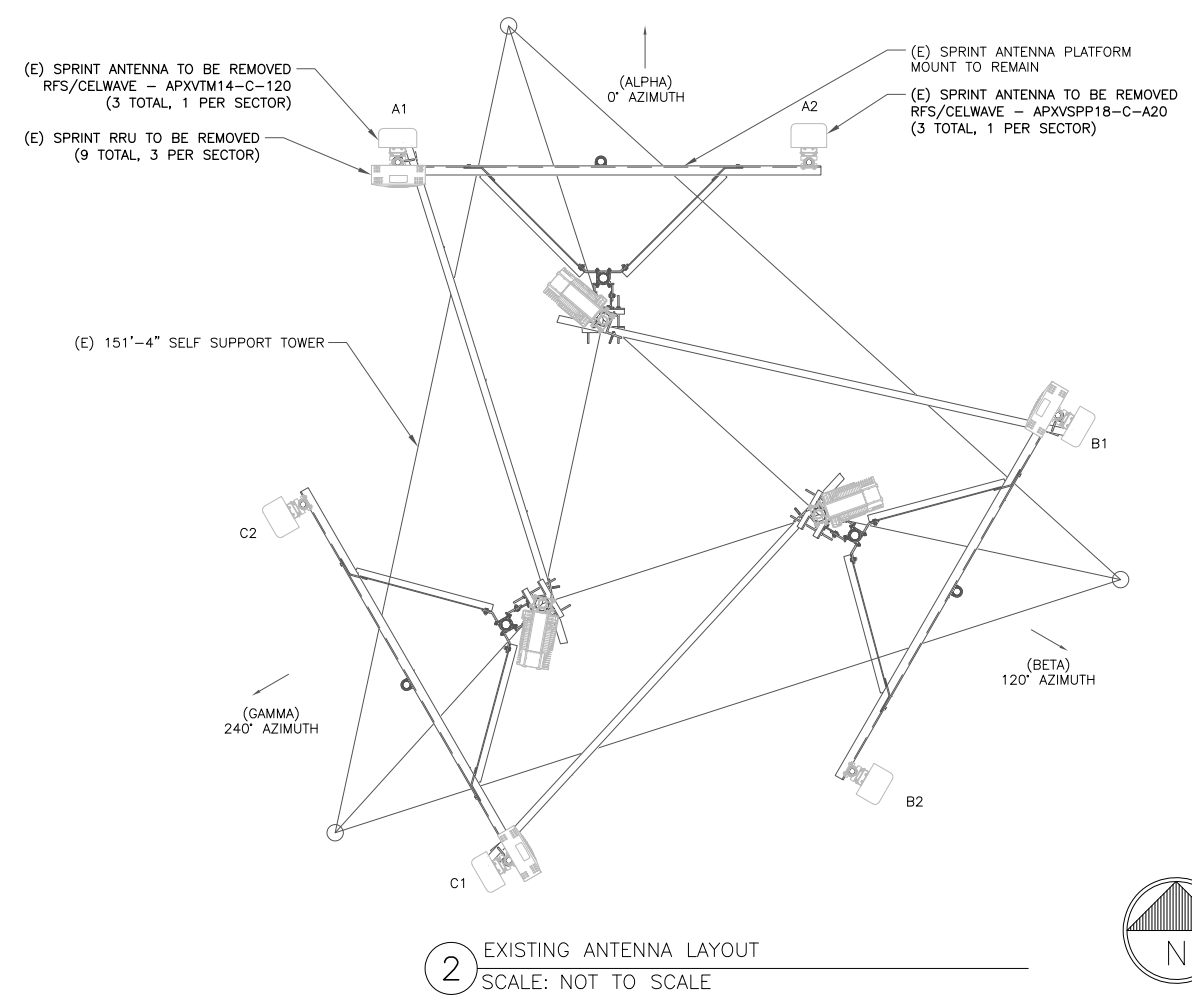 (E) SPRINT ANTENNA TO BE REMOVED
RFS/CELWAVE - APXVTM14-C-120
(3 TOTAL, 1 PER SECTOR)
(E) SPRINT RRU TO BE REMOVED
(9 TOTAL, 3 PER SECTOR)
A1
(ALPHA)
0° AZIMUTH
A2
(E) SPRINT ANTENNA PLATFORM
MOUNT TO REMAIN
(E) SPRINT ANTENNA TO BE REMOVED
RFS/CELWAVE - APXVSPP18-C-A20
(3 TOTAL, 1 PER SECTOR)
(E) 151'-4" SELF SUPPORT TOWER
B1
C2
(BETA)
120° AZIMUTH
(GAMMA)
240° AZIMUTH
B2
C1
2
EXISTING ANTENNA LAYOUT
SCALE: NOT TO SCALE
N